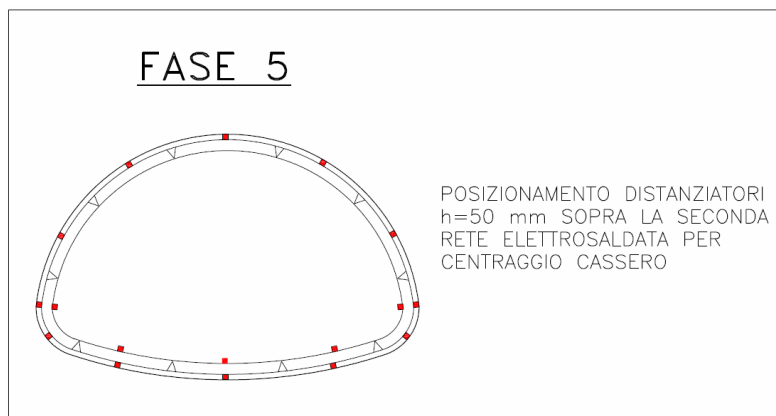 FASE 5
POSIZIONAMENTO DISTANZIATORI
h=50 mm SOPRA LA SECONDA
RETE ELETTROSALDATA PER
CENTRAGGIO CASSERO